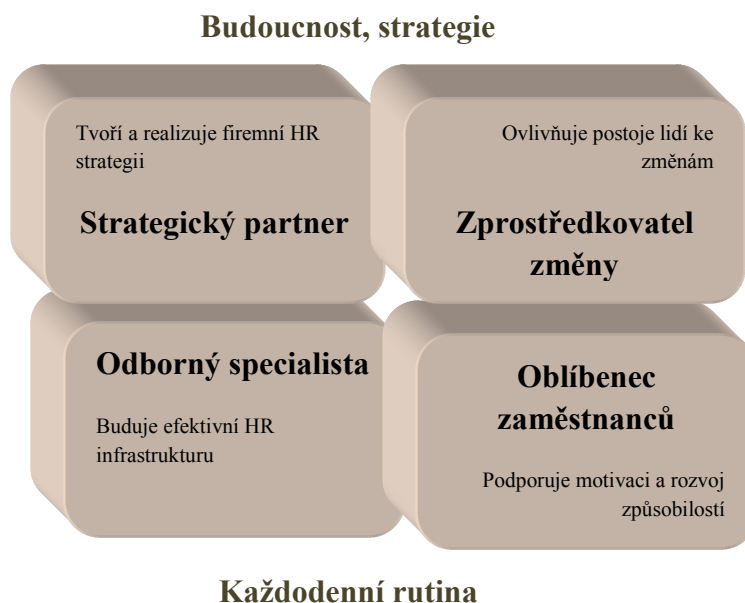 Budoucnost, strategie
Tvoří a realizuje firemní HR
strategii
Strategický partner
Ovlivňuje postoje lidí ke
změnám
Zprostředkovatel
změny
Odborný specialista
Buduje efektivní HR
infrastrukturu
Oblíbenec
zaměstnanců
Podporuje motivaci a rozvoj
způsobilostí
Každodenní rutina